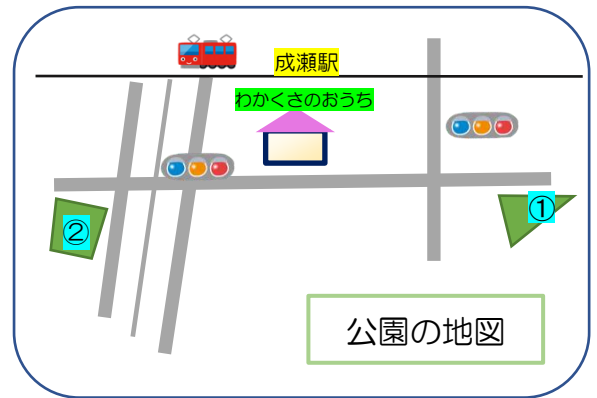 成瀬駅
わかくさのおうち
①
②
公園の地図